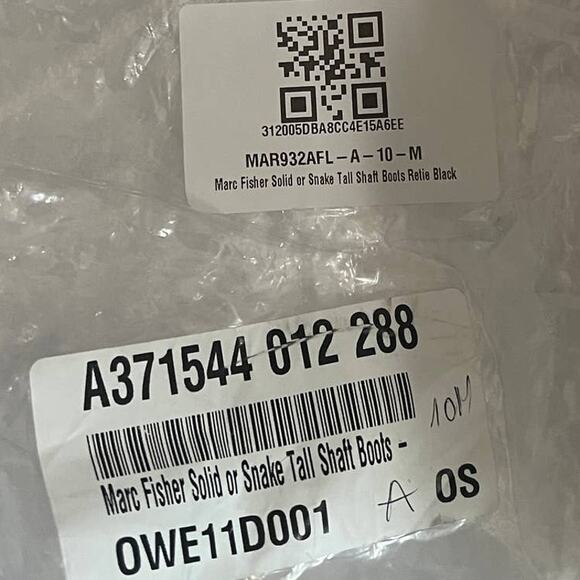 312005DBA8CC4E15A6EE
MAR932AFL-A-10-M
Marc Fisher Solid or Snake Tall Shaft Boots Retie Black
A371544 012 288
10M
Marc Fisher Solid or Snake Tall Shaft Boots -
OWE11D001 A OS